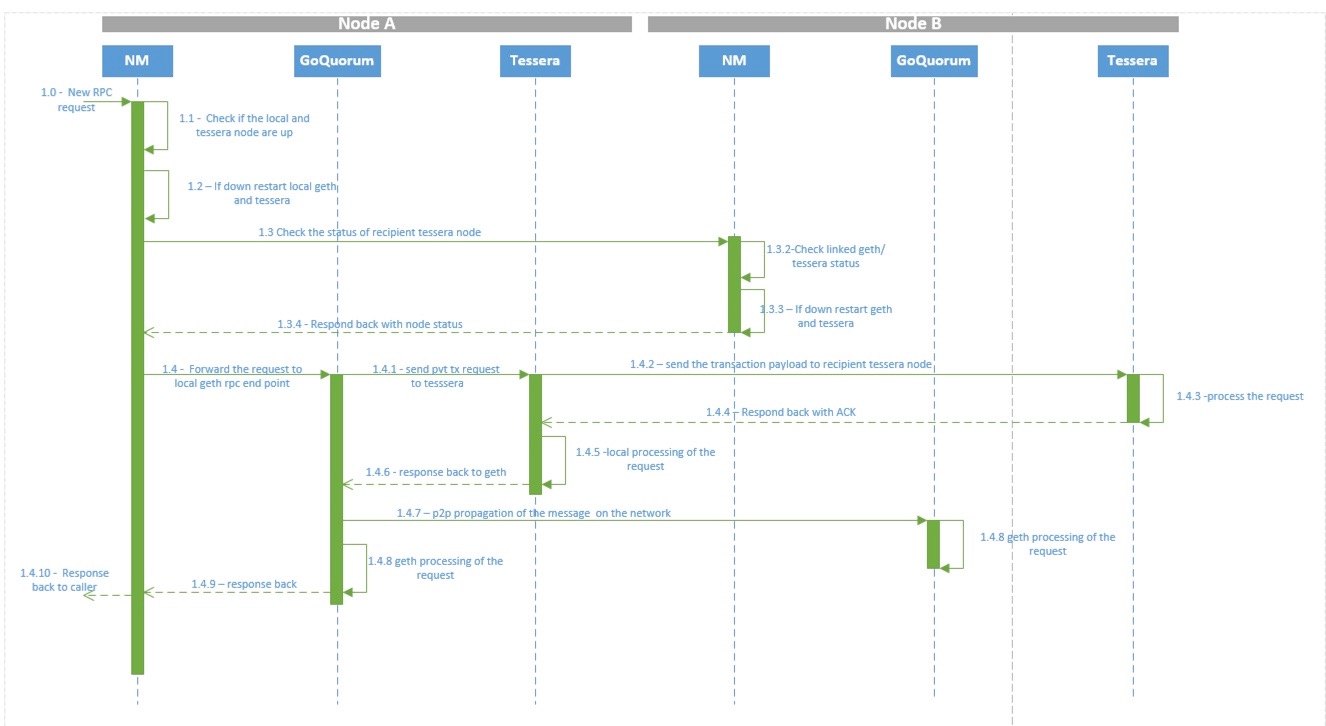 Node A
Node B
NM
GoQuorum
Tessera
NM
GoQuorum
Tessera
1.0 -  New RPC
request
1.1 -  Check if the local and
tessera node are up
1.2 – If down restart local geth
and tessera
1.3 Check the status of recipient tessera node
1.3.2-Check linked geth/
tessera status
1.3.3 – If down restart geth
and tessera
1.3.4 - Respond back with node status
1.4 -  Forward the request to
local geth rpc end point
1.4.1 - send pvt tx request
to tesssera
1.4.2 – send the transaction payload to recipient tessera node
1.4.3 -process the request
1.4.4 – Respond back with ACK
1.4.5 -local processing of the
request
1.4.6 - response back to geth
1.4.7 – p2p propagation of the message  on the network
1.4.8 geth processing of the
request
1.4.8 geth processing of the
request
1.4.9 – response back
1.4.10 -  Response
back to caller